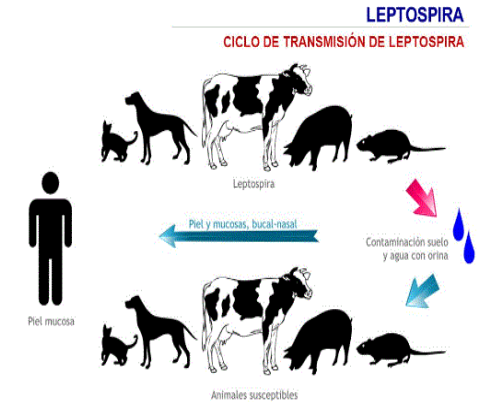 LEPTOSPIRA
CICLO DE TRANSMISIÓN DE LEPTOSPIRA
Leptospira
Piel y mucosas, bucal-nasal
Contaminación suelo
y agua con orina
Piel mucosa
Animales susceptibles